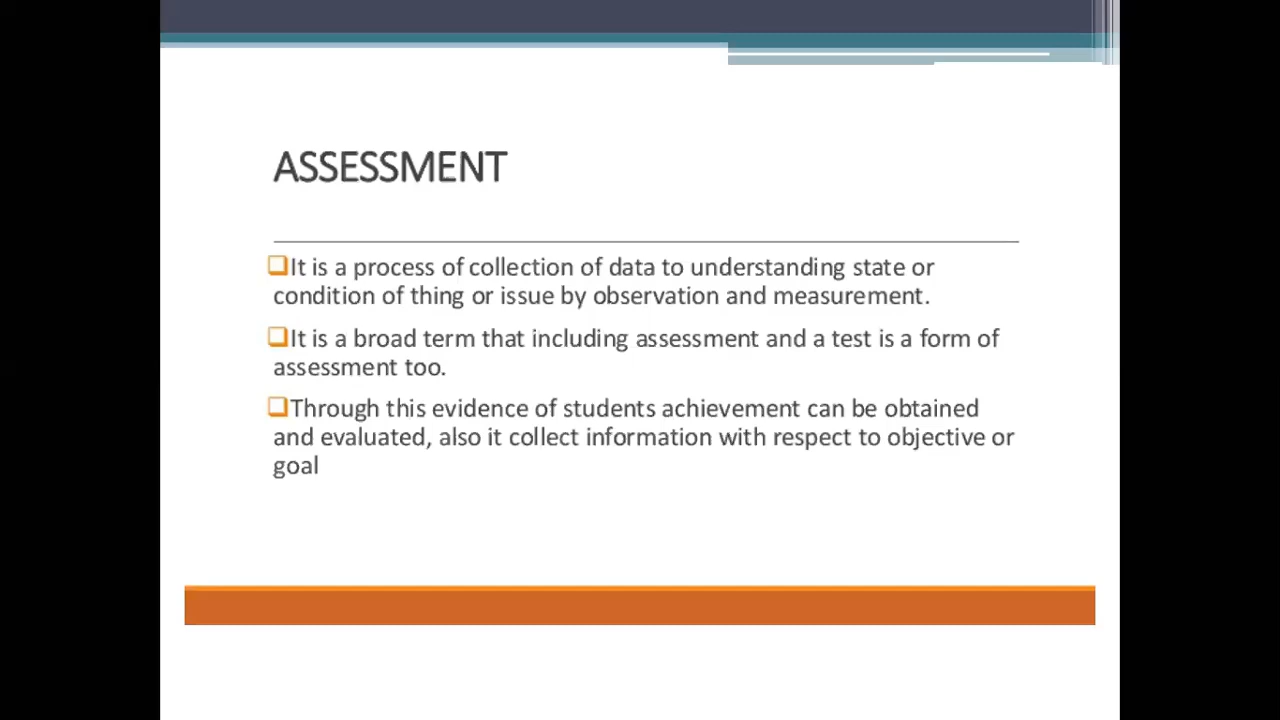 ASSESSMENT
It is a process of collection of data to understanding state or
condition of thing or issue by observation and measurement.
It is a broad term that including assessment and a test is a form of
assessment too.
Through this evidence of students achievement can be obtained
and evaluated, also it collect information with respect to objective or
goal